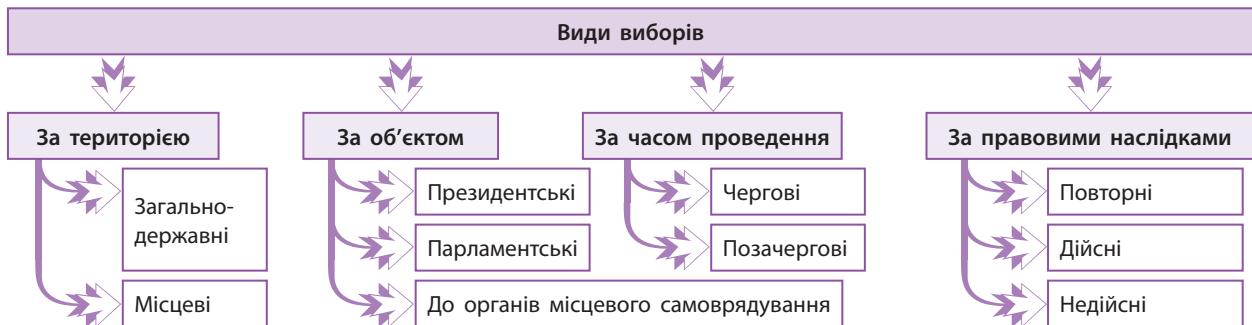 Види виборів
За територією
Загально-
державні
Місцеві
За об’єктом
Президентські
Парламентські
До органів місцевого самоврядування
За часом проведення
Чергові
Позачергові
За правовими наслідками
Повторні
Дійсні
Недійсні